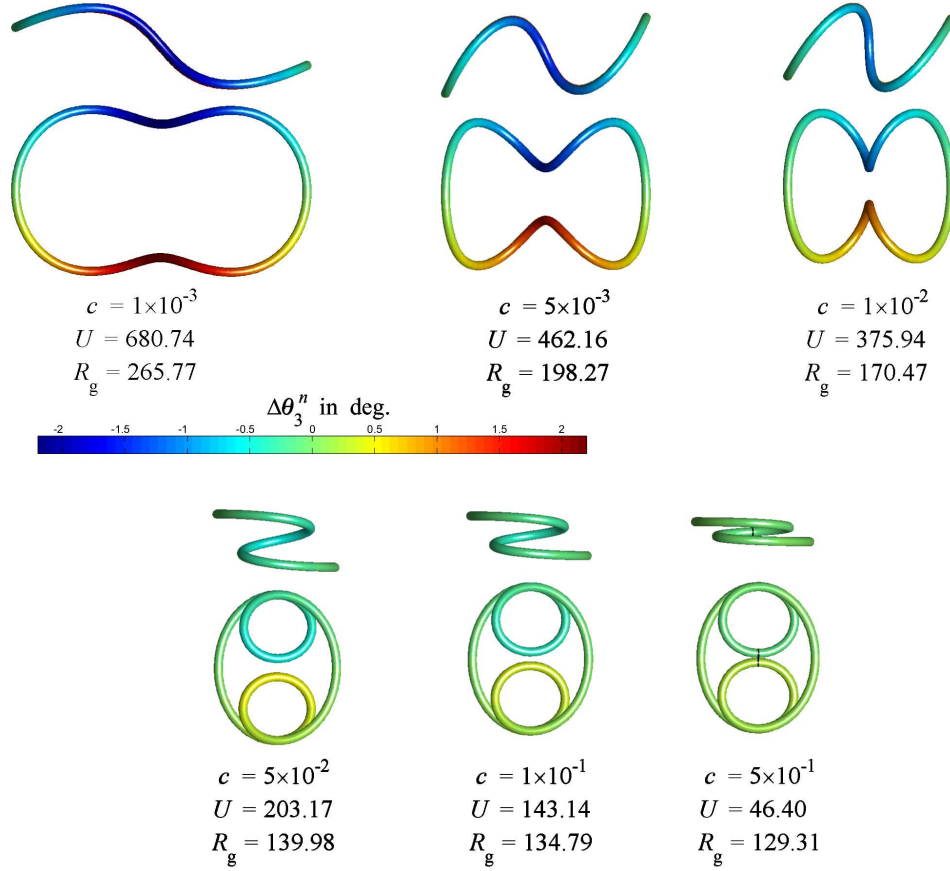 c = 1×10⁻³
U = 680.74
R_g = 265.77
c = 5×10⁻³
U = 462.16
R_g = 198.27
c = 1×10⁻²
U = 375.94
R_g = 170.47
Δθ₃ⁿ in deg.
-2 -1.5 -1 -0.5 0 0.5 1 1.5 2
c = 5×10⁻²
U = 203.17
R_g = 139.98
c = 1×10⁻¹
U = 143.14
R_g = 134.79
c = 5×10⁻¹
U = 46.40
R_g = 129.31